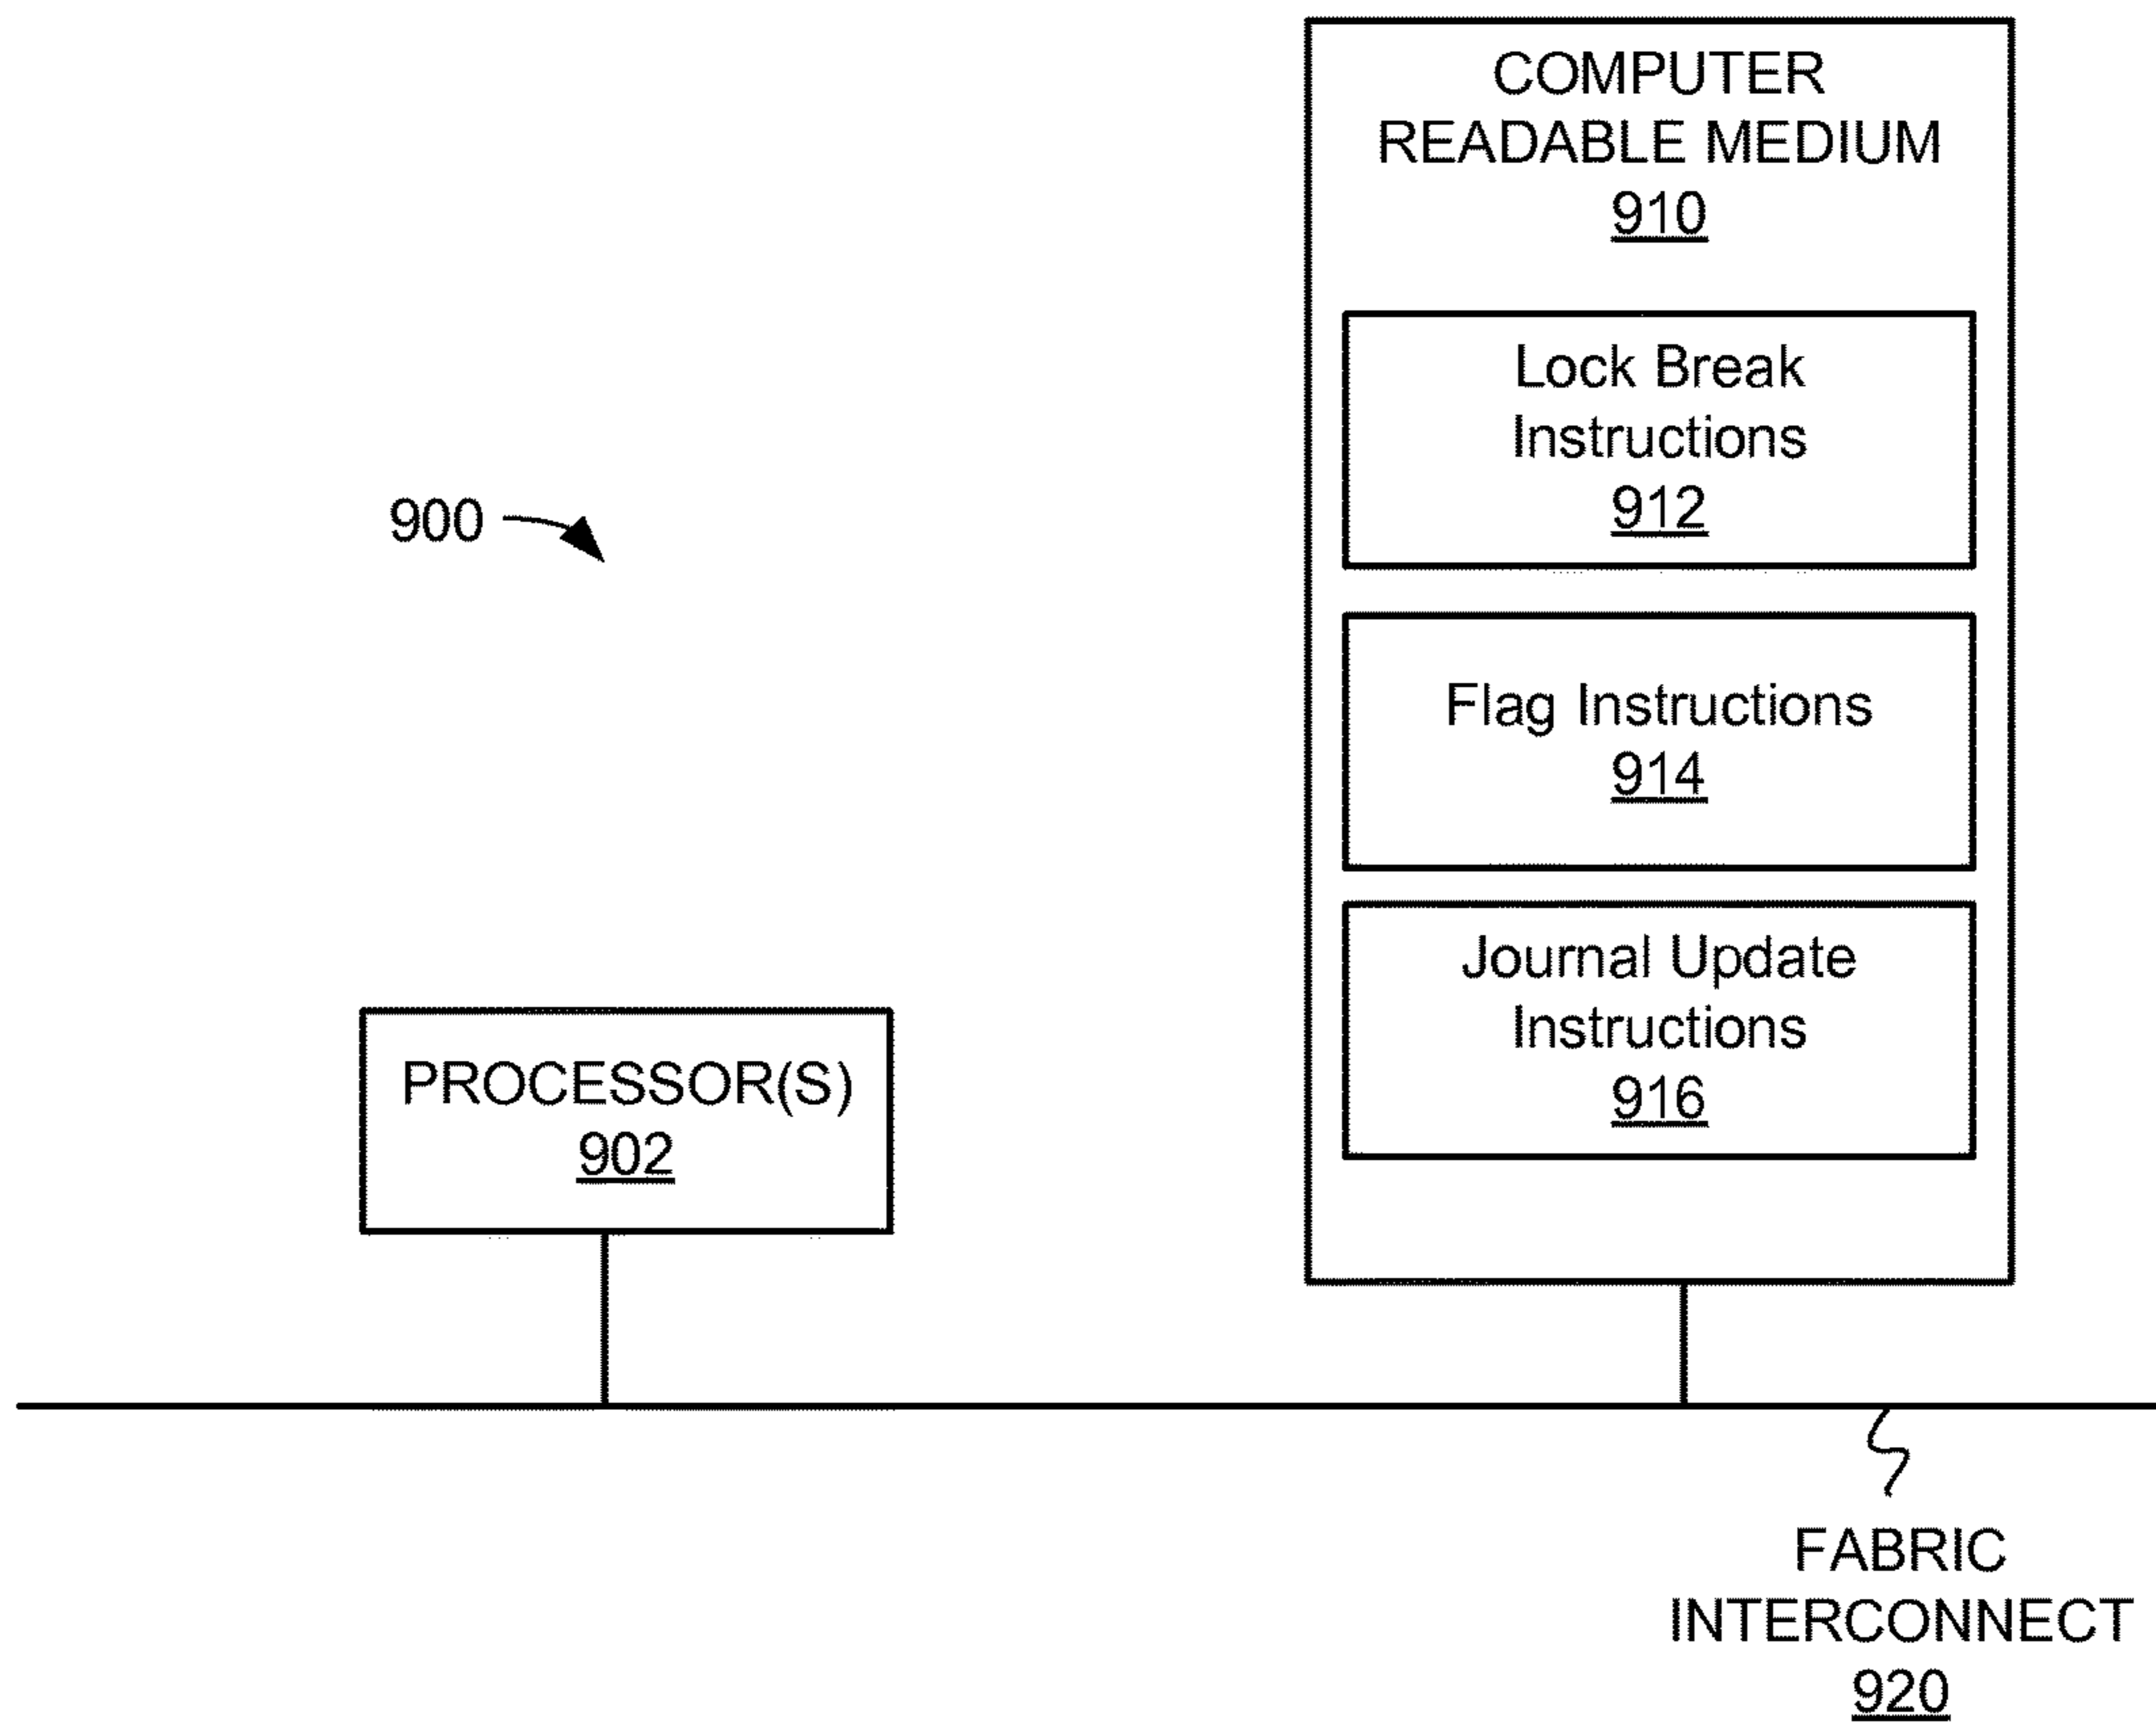 COMPUTER
READABLE MEDIUM
910
Lock Break
Instructions
912
900
Flag Instructions
914
Journal Update
Instructions
916
PROCESSOR(S)
902
FABRIC
INTERCONNECT
920